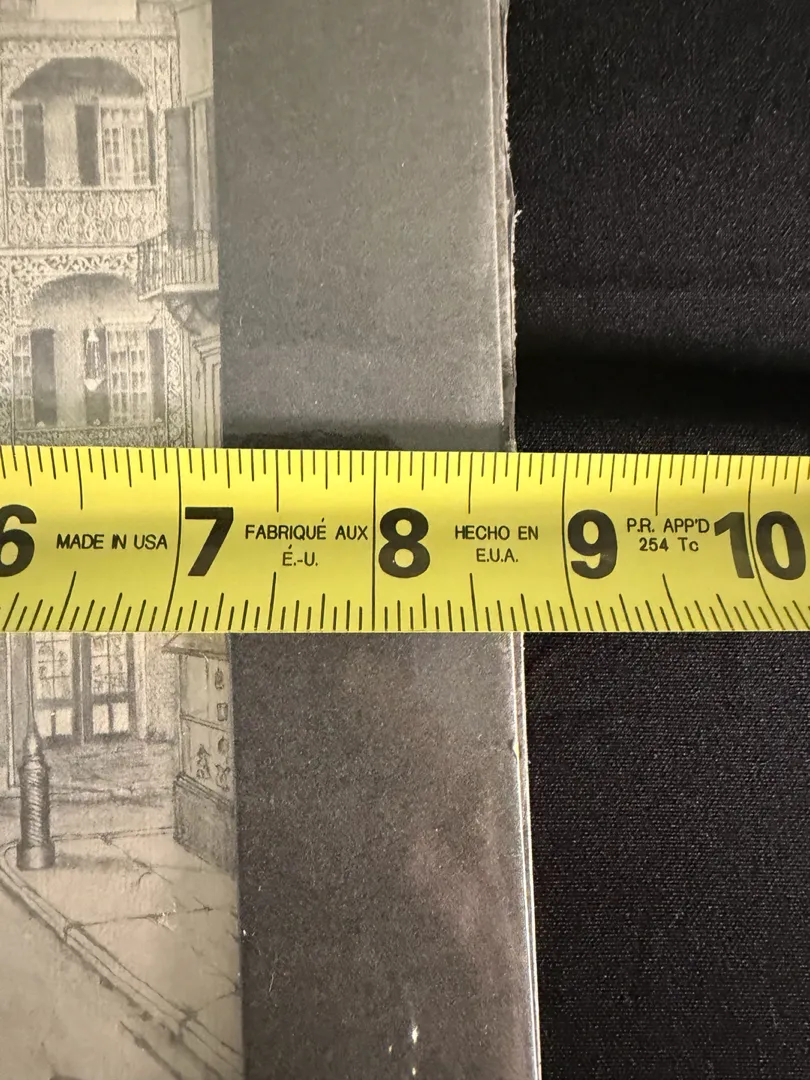 6 MADE IN USA 7 FABRIQUÉ AUX 8 HECHO EN 9 P.R. APP'D 10
É.-U. E.U.A. 254 Tc